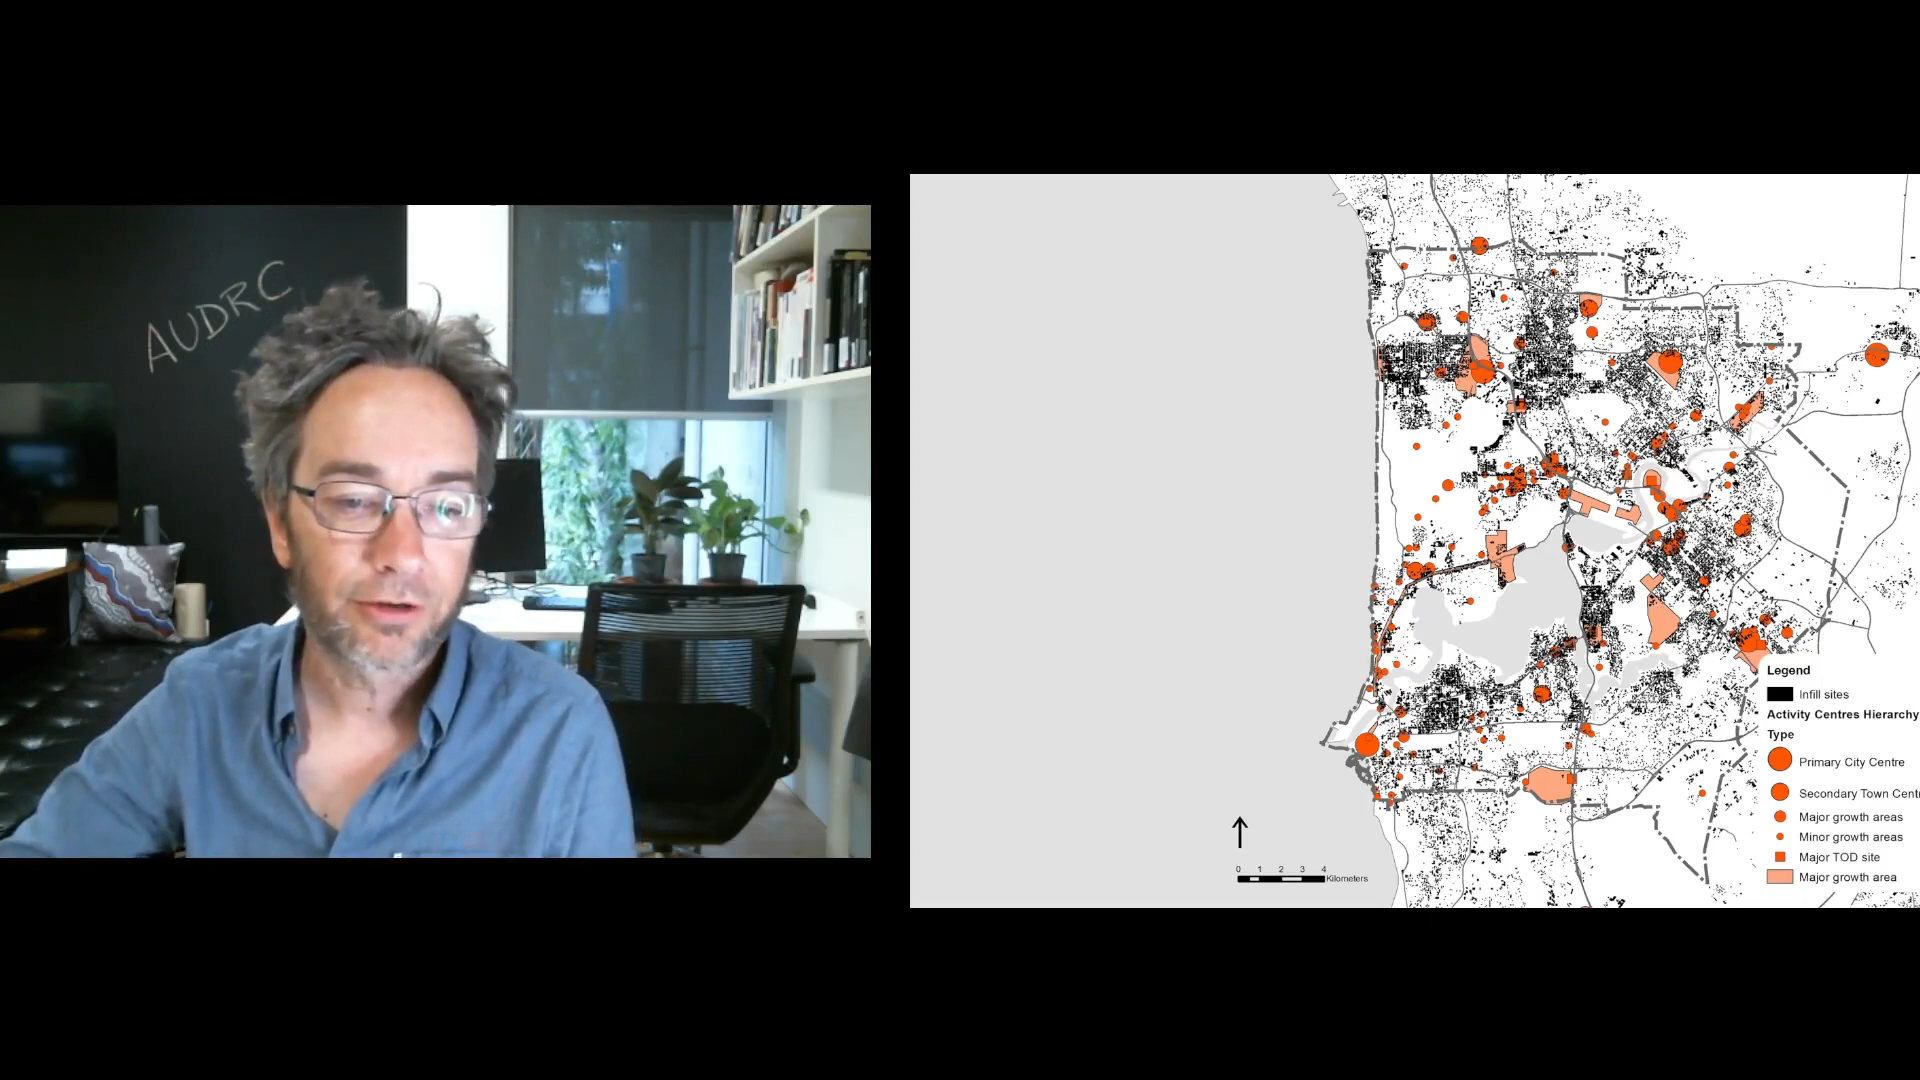 AUDRC
Legend
Infill sites
Activity Centres Hierarchy
Type
Primary City Centre
Secondary Town Cent
Major growth areas
Minor growth areas
Major TOD site
Major growth area
0 1 2 3 4
Kilometers